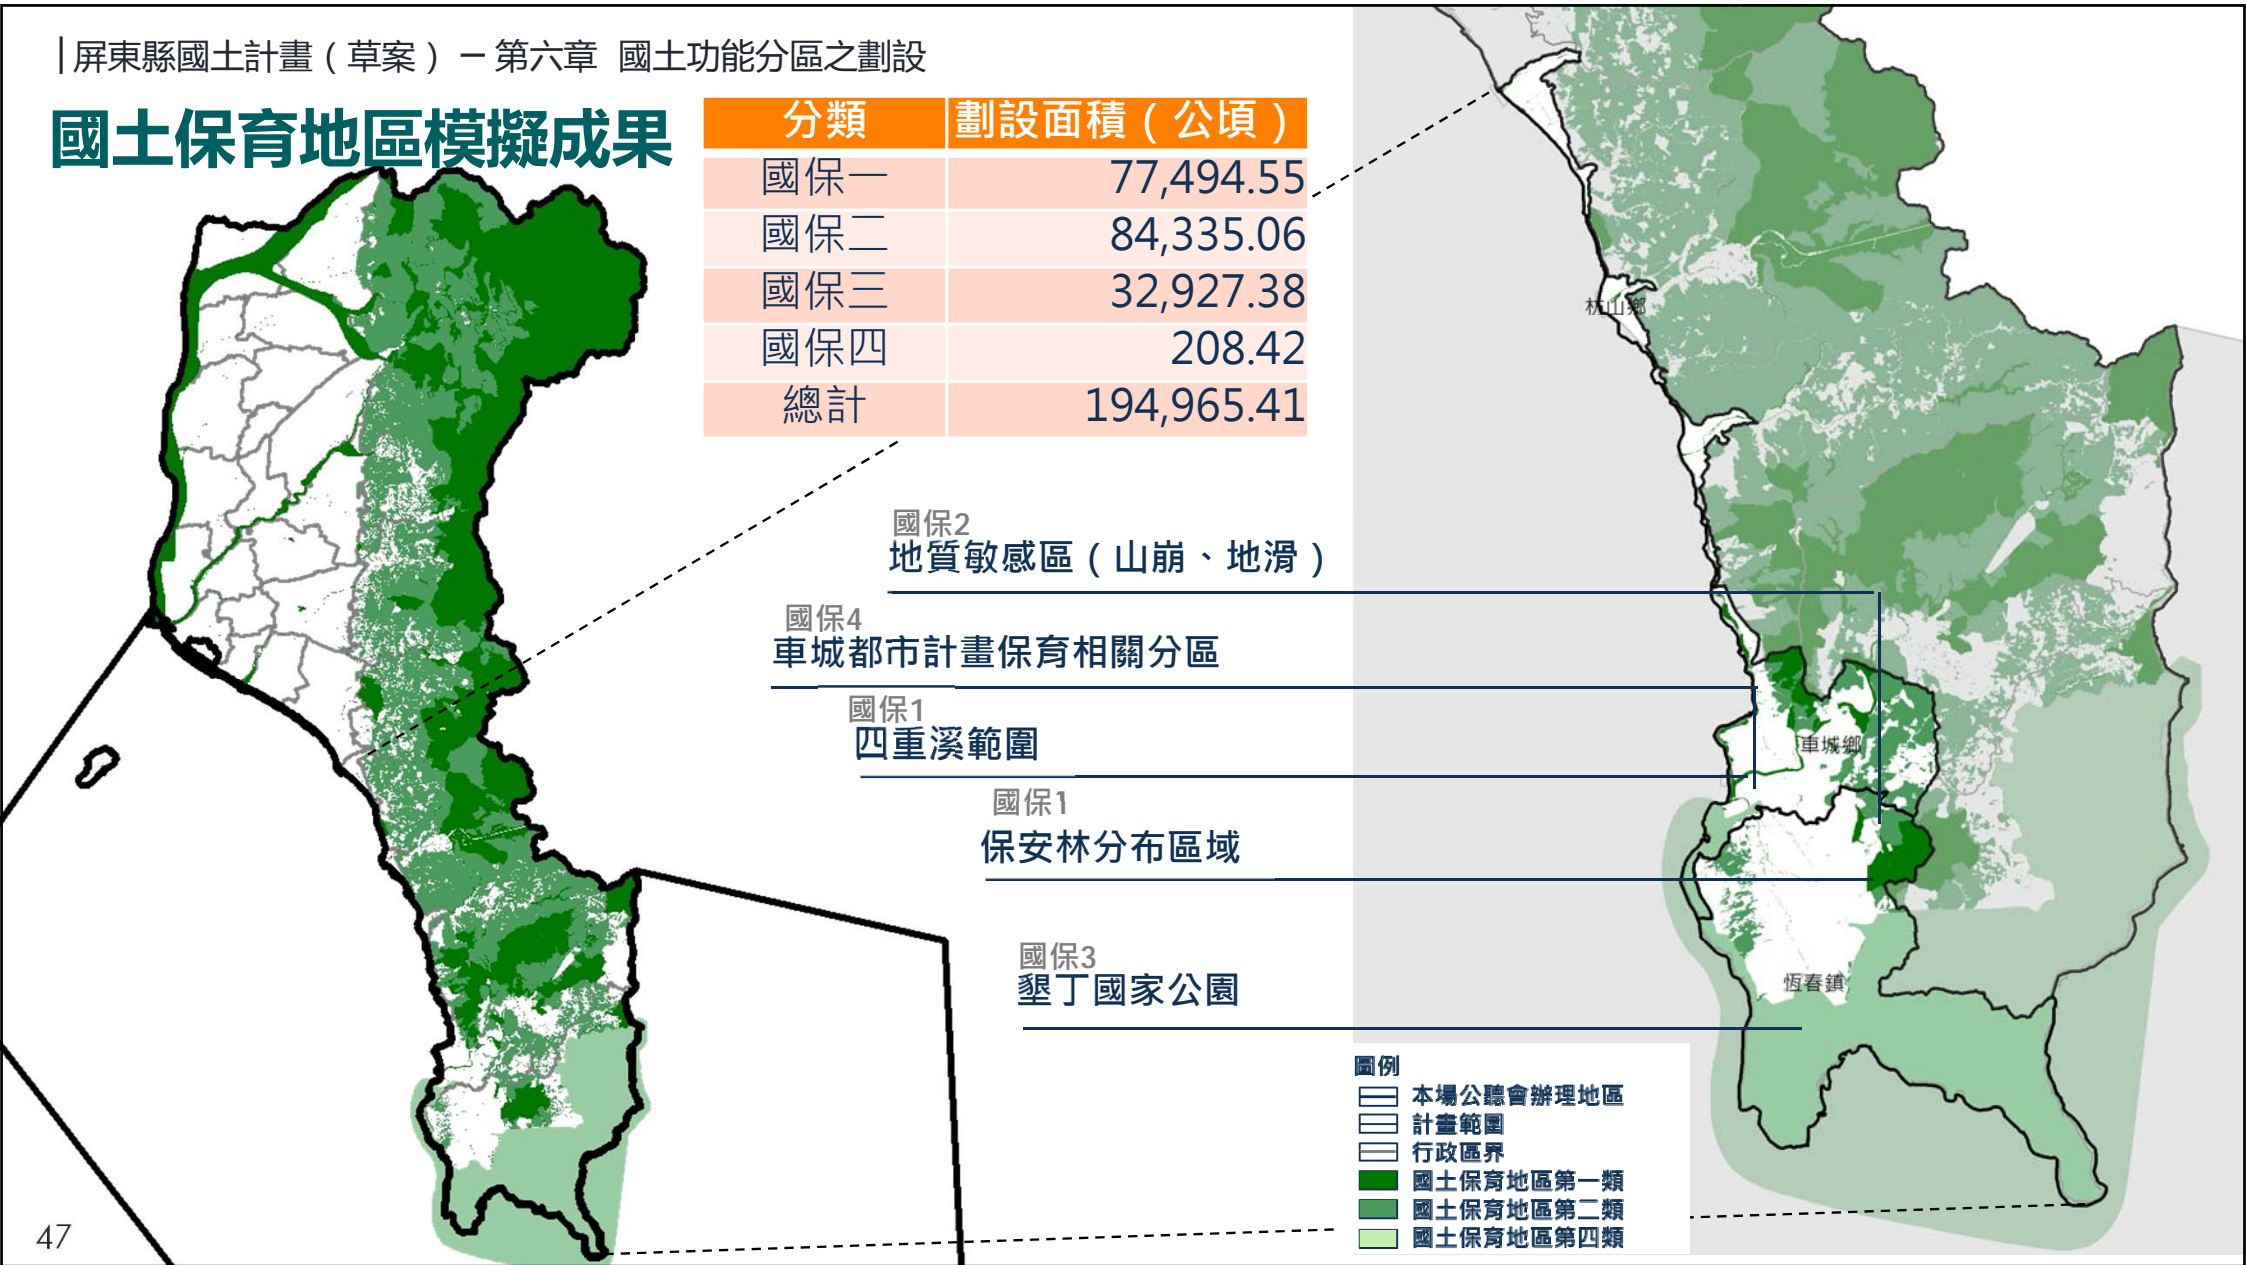 |屏東縣國土計畫（草案）－第六章 國土功能分區之劃設
國土保育地區模擬成果
分類 劃設面積（公頃）
國保一 77,494.55
國保二 84,335.06
國保三 32,927.38
國保四 208.42
總計 194,965.41
枋山鄉
國保2
地質敏感區（山崩、地滑）
國保4
車城都市計畫保育相關分區
國保1
四重溪範圍
車城鄉
國保1
保安林分布區域
國保3
墾丁國家公園
恆春鎮
圖例
本場公聽會辦理地區
計畫範圍
行政區界
國土保育地區第一類
國土保育地區第二類
國土保育地區第四類
47